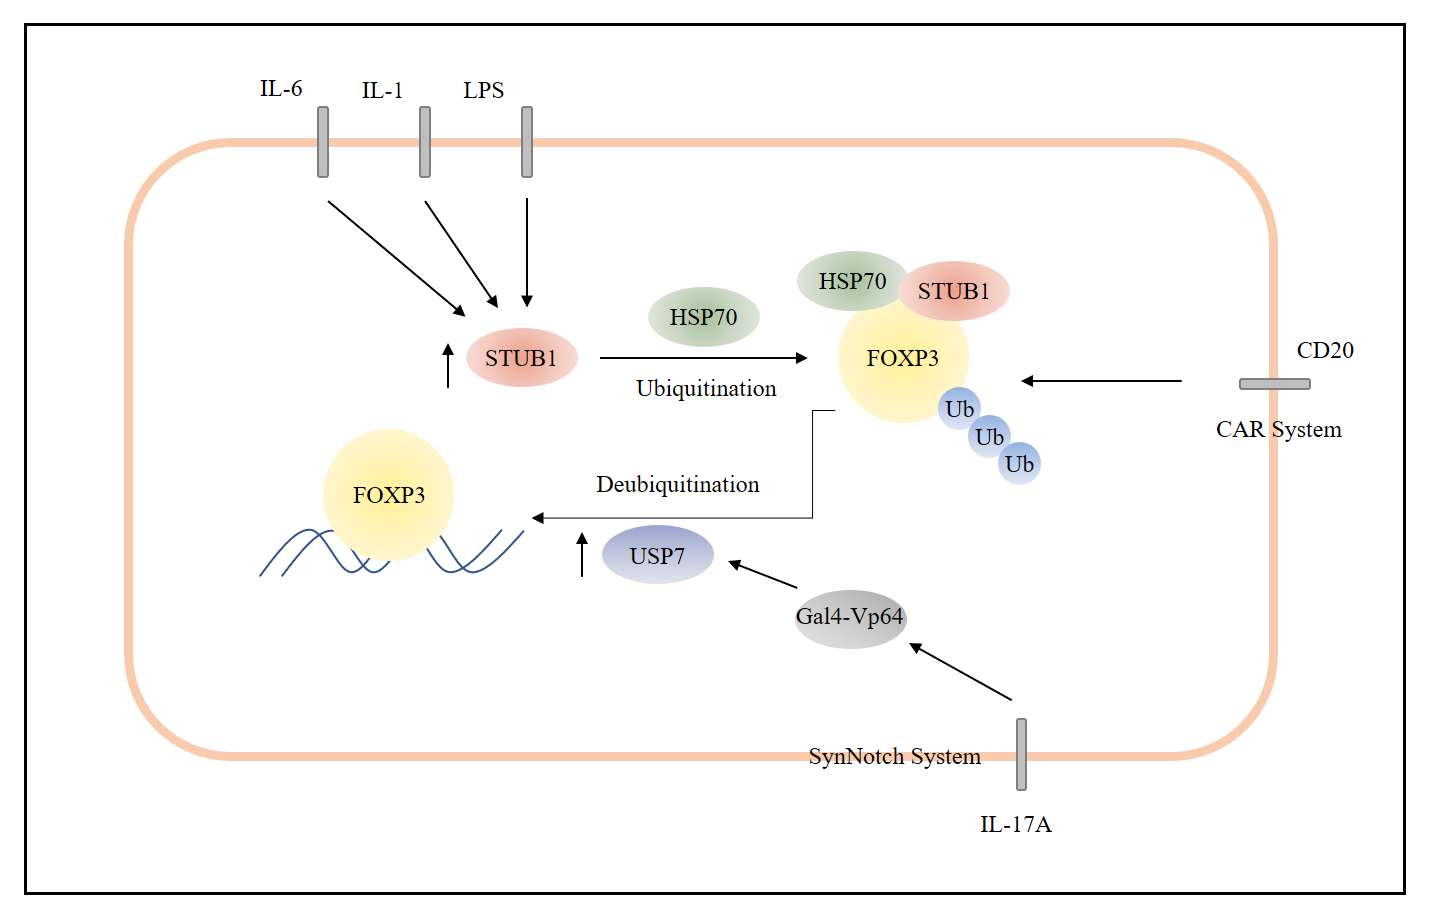 IL-6
IL-1
LPS
HSP70
STUB1
HSP70
FOXP3
CD20
STUB1
Ubiquitination
Ub
Ub
Ub
CAR System
Deubiquitination
FOXP3
USP7
Gal4-Vp64
SynNotch System
IL-17A